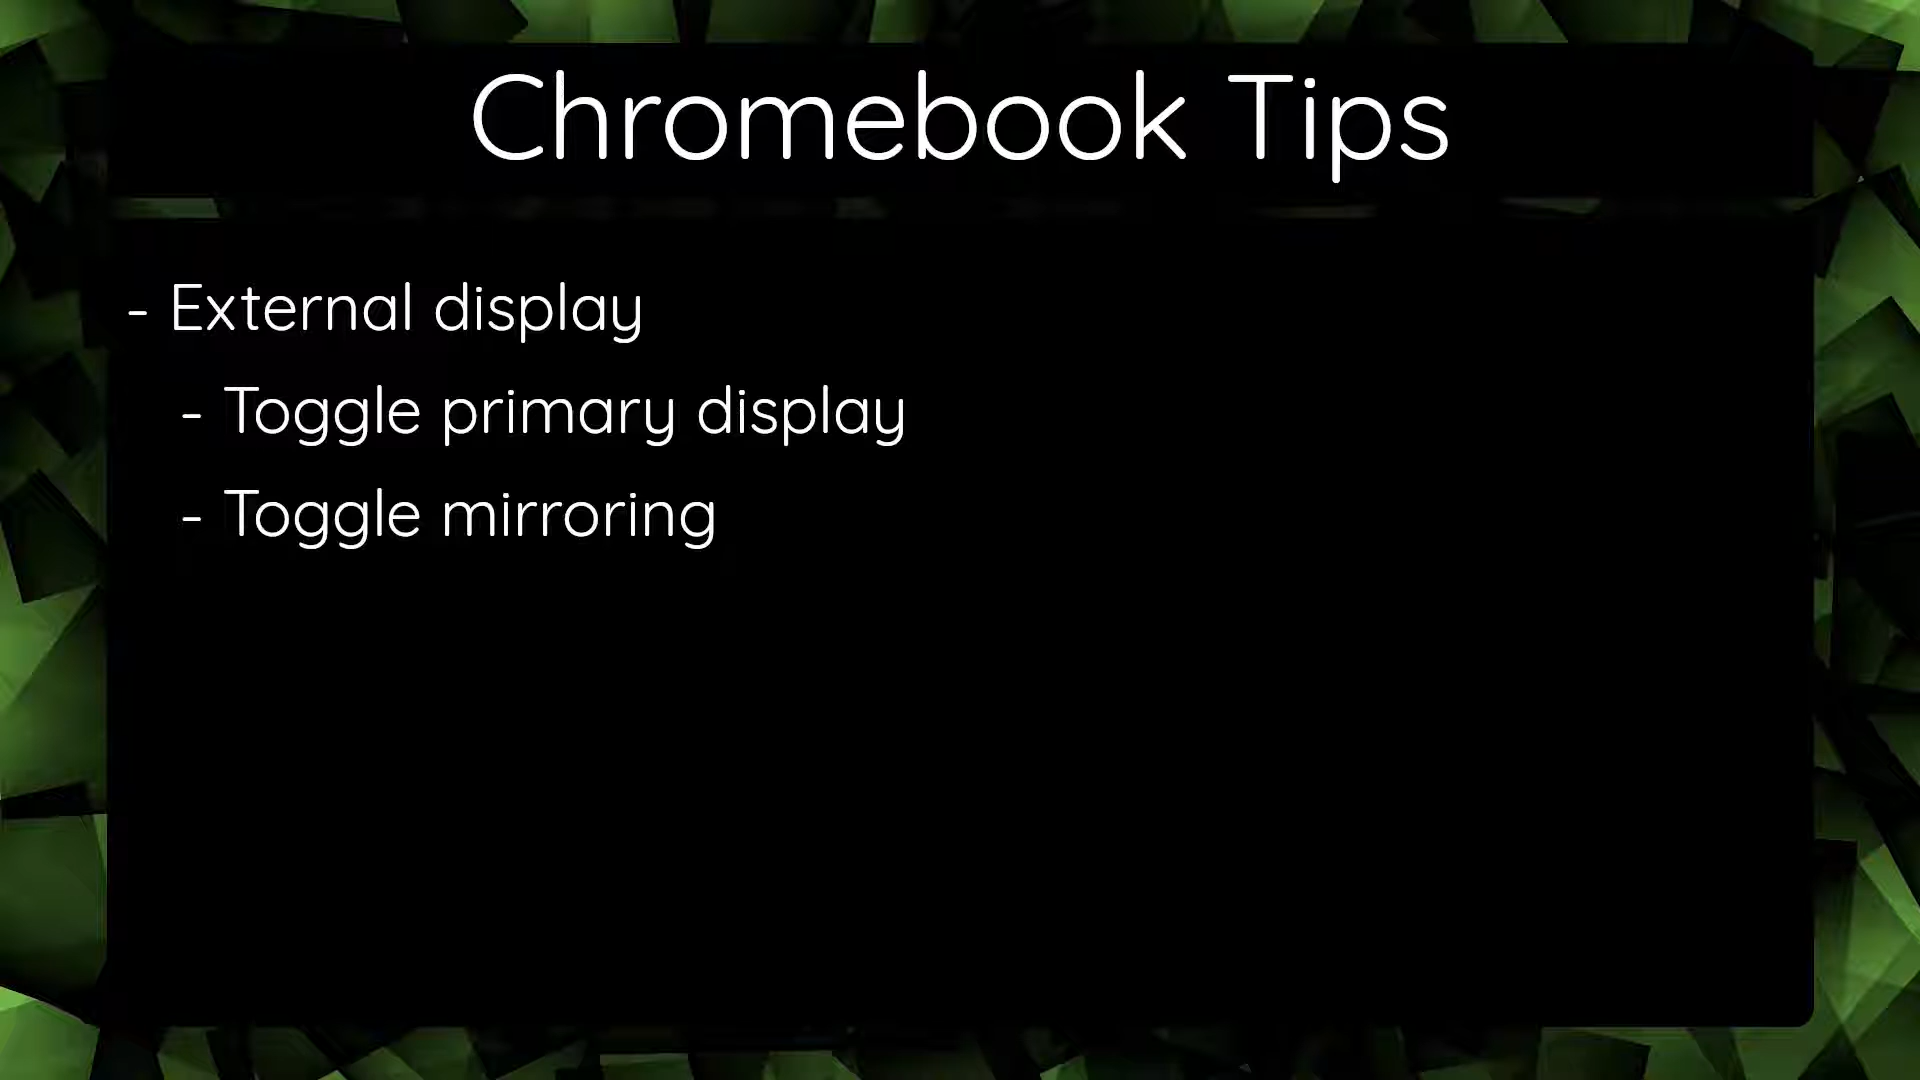 Chromebook Tips
- External display
- Toggle primary display
- Toggle mirroring